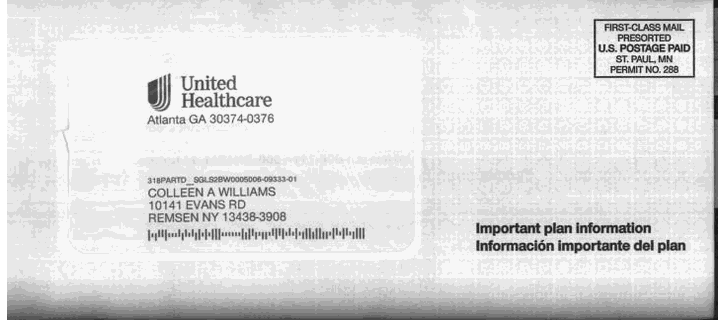 FIRST-CLASS MAIL
PRESORTED
U.S. POSTAGE PAID
ST. PAUL, MN
PERMIT NO. 288
United
Healthcare
Atlanta GA 30374-0376
318PARTD_SGLS2BW0005006-09333-01
COLLEEN A WILLIAMS
10141 EVANS RD
REMSEN NY 13438-3908
Important plan information
Información importante del plan